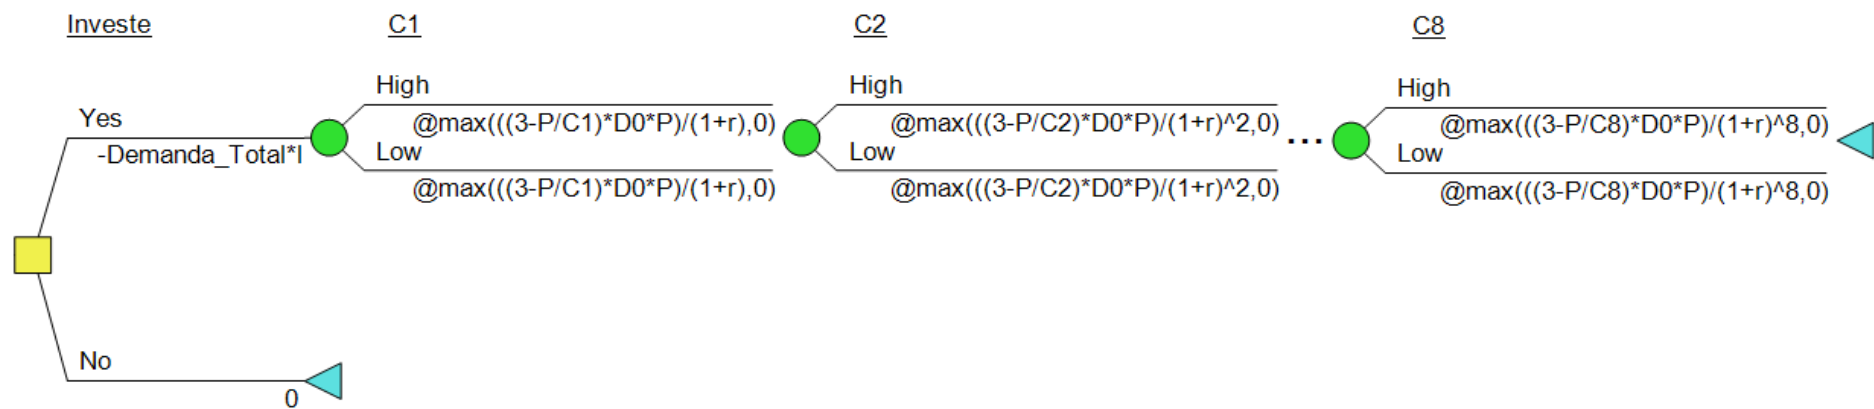 Investe
C1
C2
C8
Yes
-Demanda_Total*I
High
@max(((3-P/C1)*D0*P)/(1+r),0)
Low
@max(((3-P/C1)*D0*P)/(1+r),0)
High
@max(((3-P/C2)*D0*P)/(1+r)^2,0)
Low
@max(((3-P/C2)*D0*P)/(1+r)^2,0)
...
High
@max(((3-P/C8)*D0*P)/(1+r)^8,0)
Low
@max(((3-P/C8)*D0*P)/(1+r)^8,0)
No
0